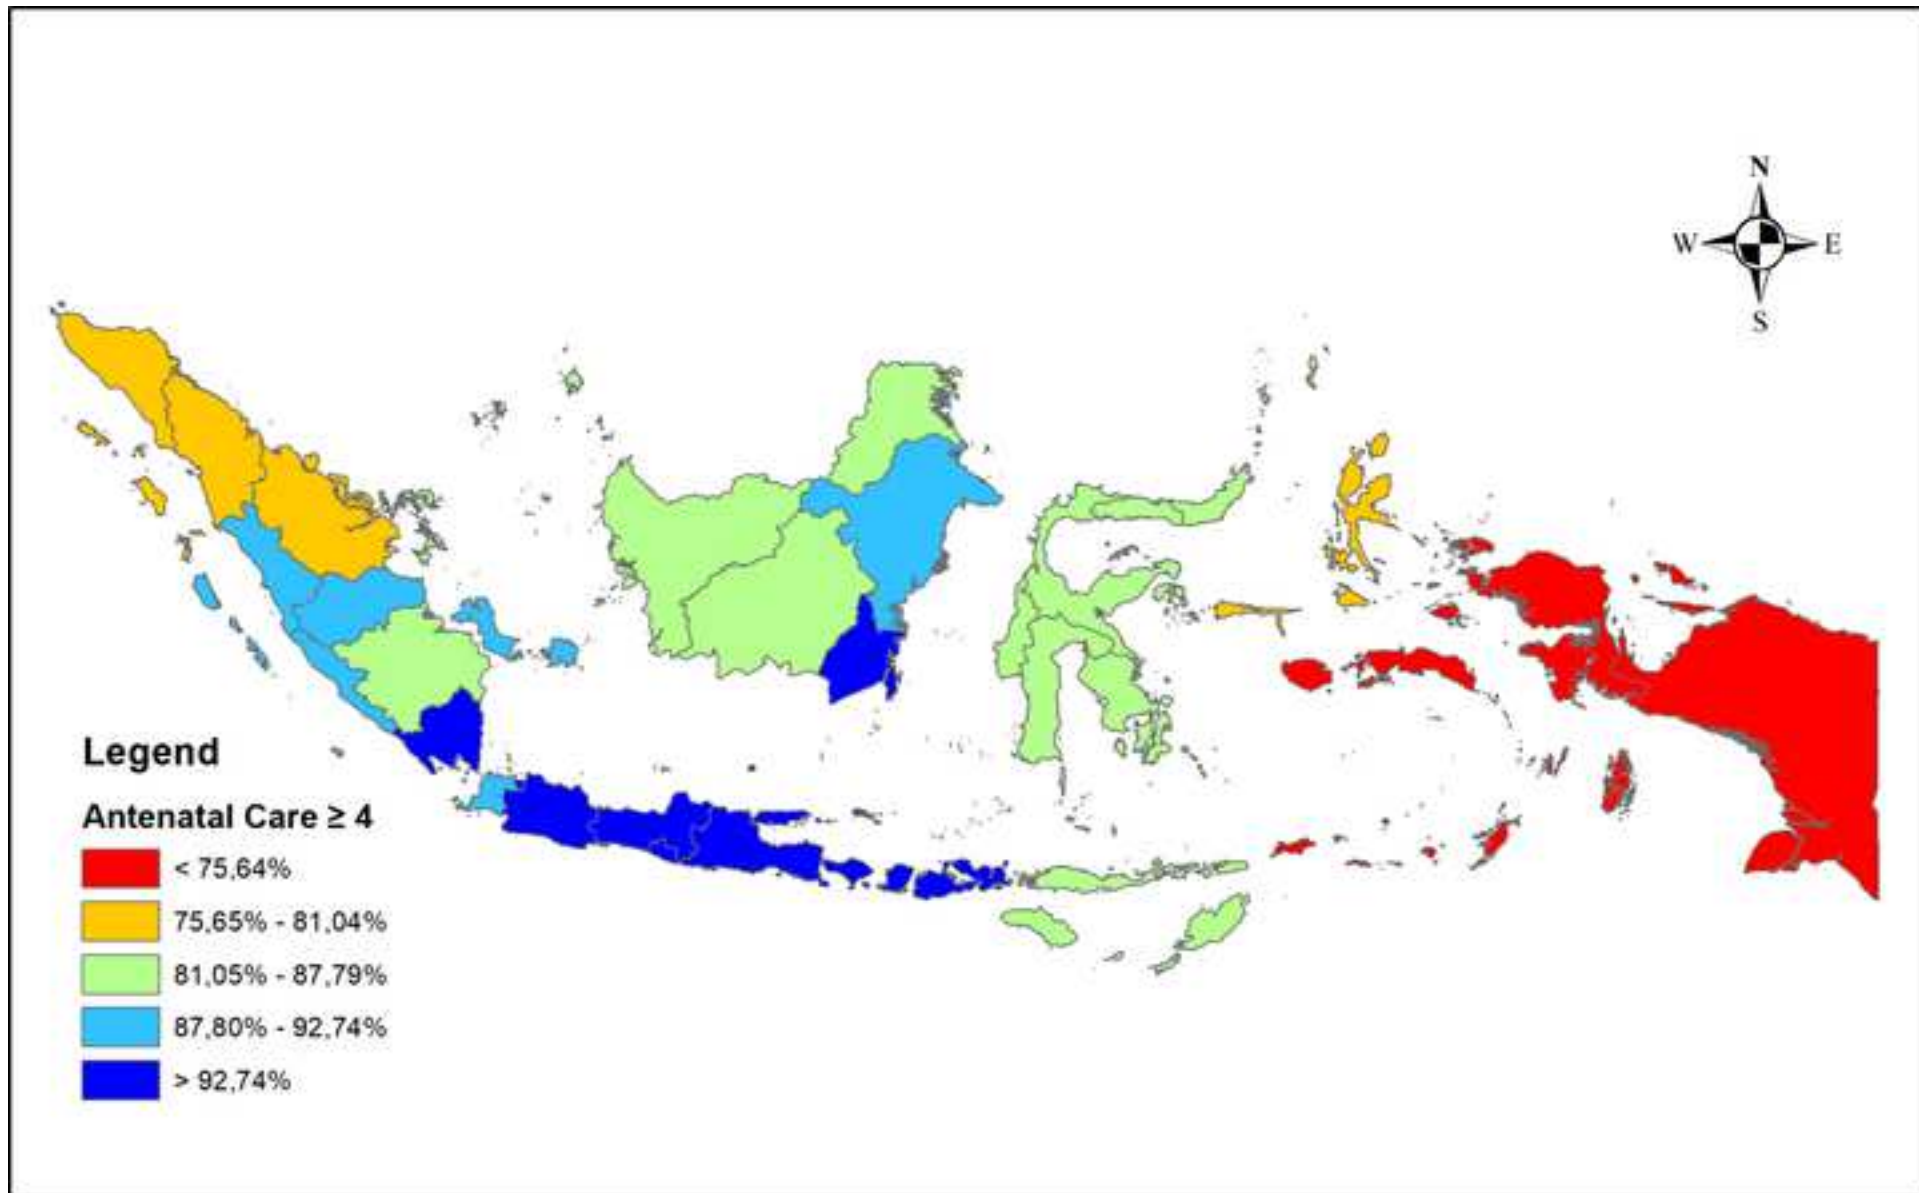 N
W E
S
Legend
Antenatal Care ≥ 4
< 75,64%
75,65% - 81,04%
81,05% - 87,79%
87,80% - 92,74%
> 92,74%